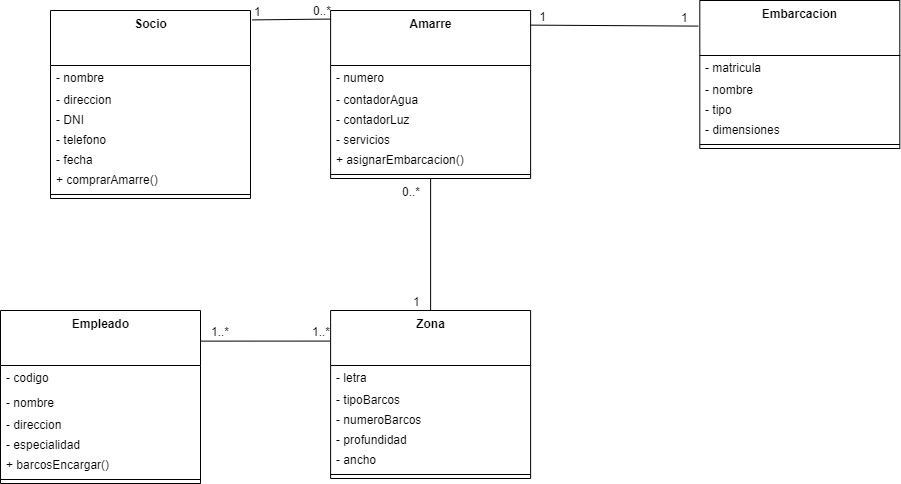 Socio
- nombre
- direccion
- DNI
- telefono
- fecha
+ comprarAmarre()
1
0..*
Amarre
- numero
- contadorAgua
- contadorLuz
- servicios
+ asignarEmbarcacion()
1
1
Embarcacion
- matricula
- nombre
- tipo
- dimensiones
0..*
1
Empleado
- codigo
- nombre
- direccion
- especialidad
+ barcosEncargar()
1..*
1..*
Zona
- letra
- tipoBarcos
- numeroBarcos
- profundidad
- ancho